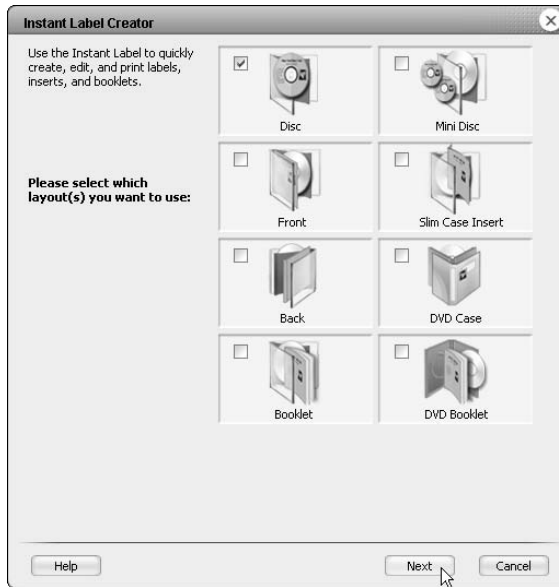 Instant Label Creator
Use the Instant Label to quickly
create, edit, and print labels,
inserts, and booklets.
Please select which
layout(s) you want to use:
Disc
Mini Disc
Front
Slim Case Insert
Back
DVD Case
Booklet
DVD Booklet
Help
Next
Cancel